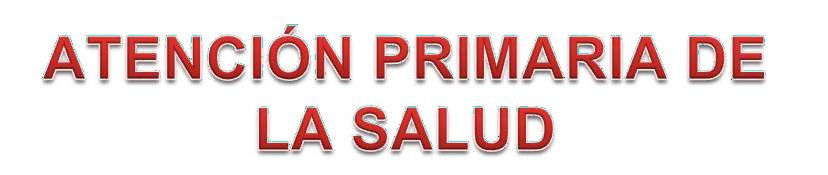 ATENCIÓN PRIMARIA DE
LA SALUD